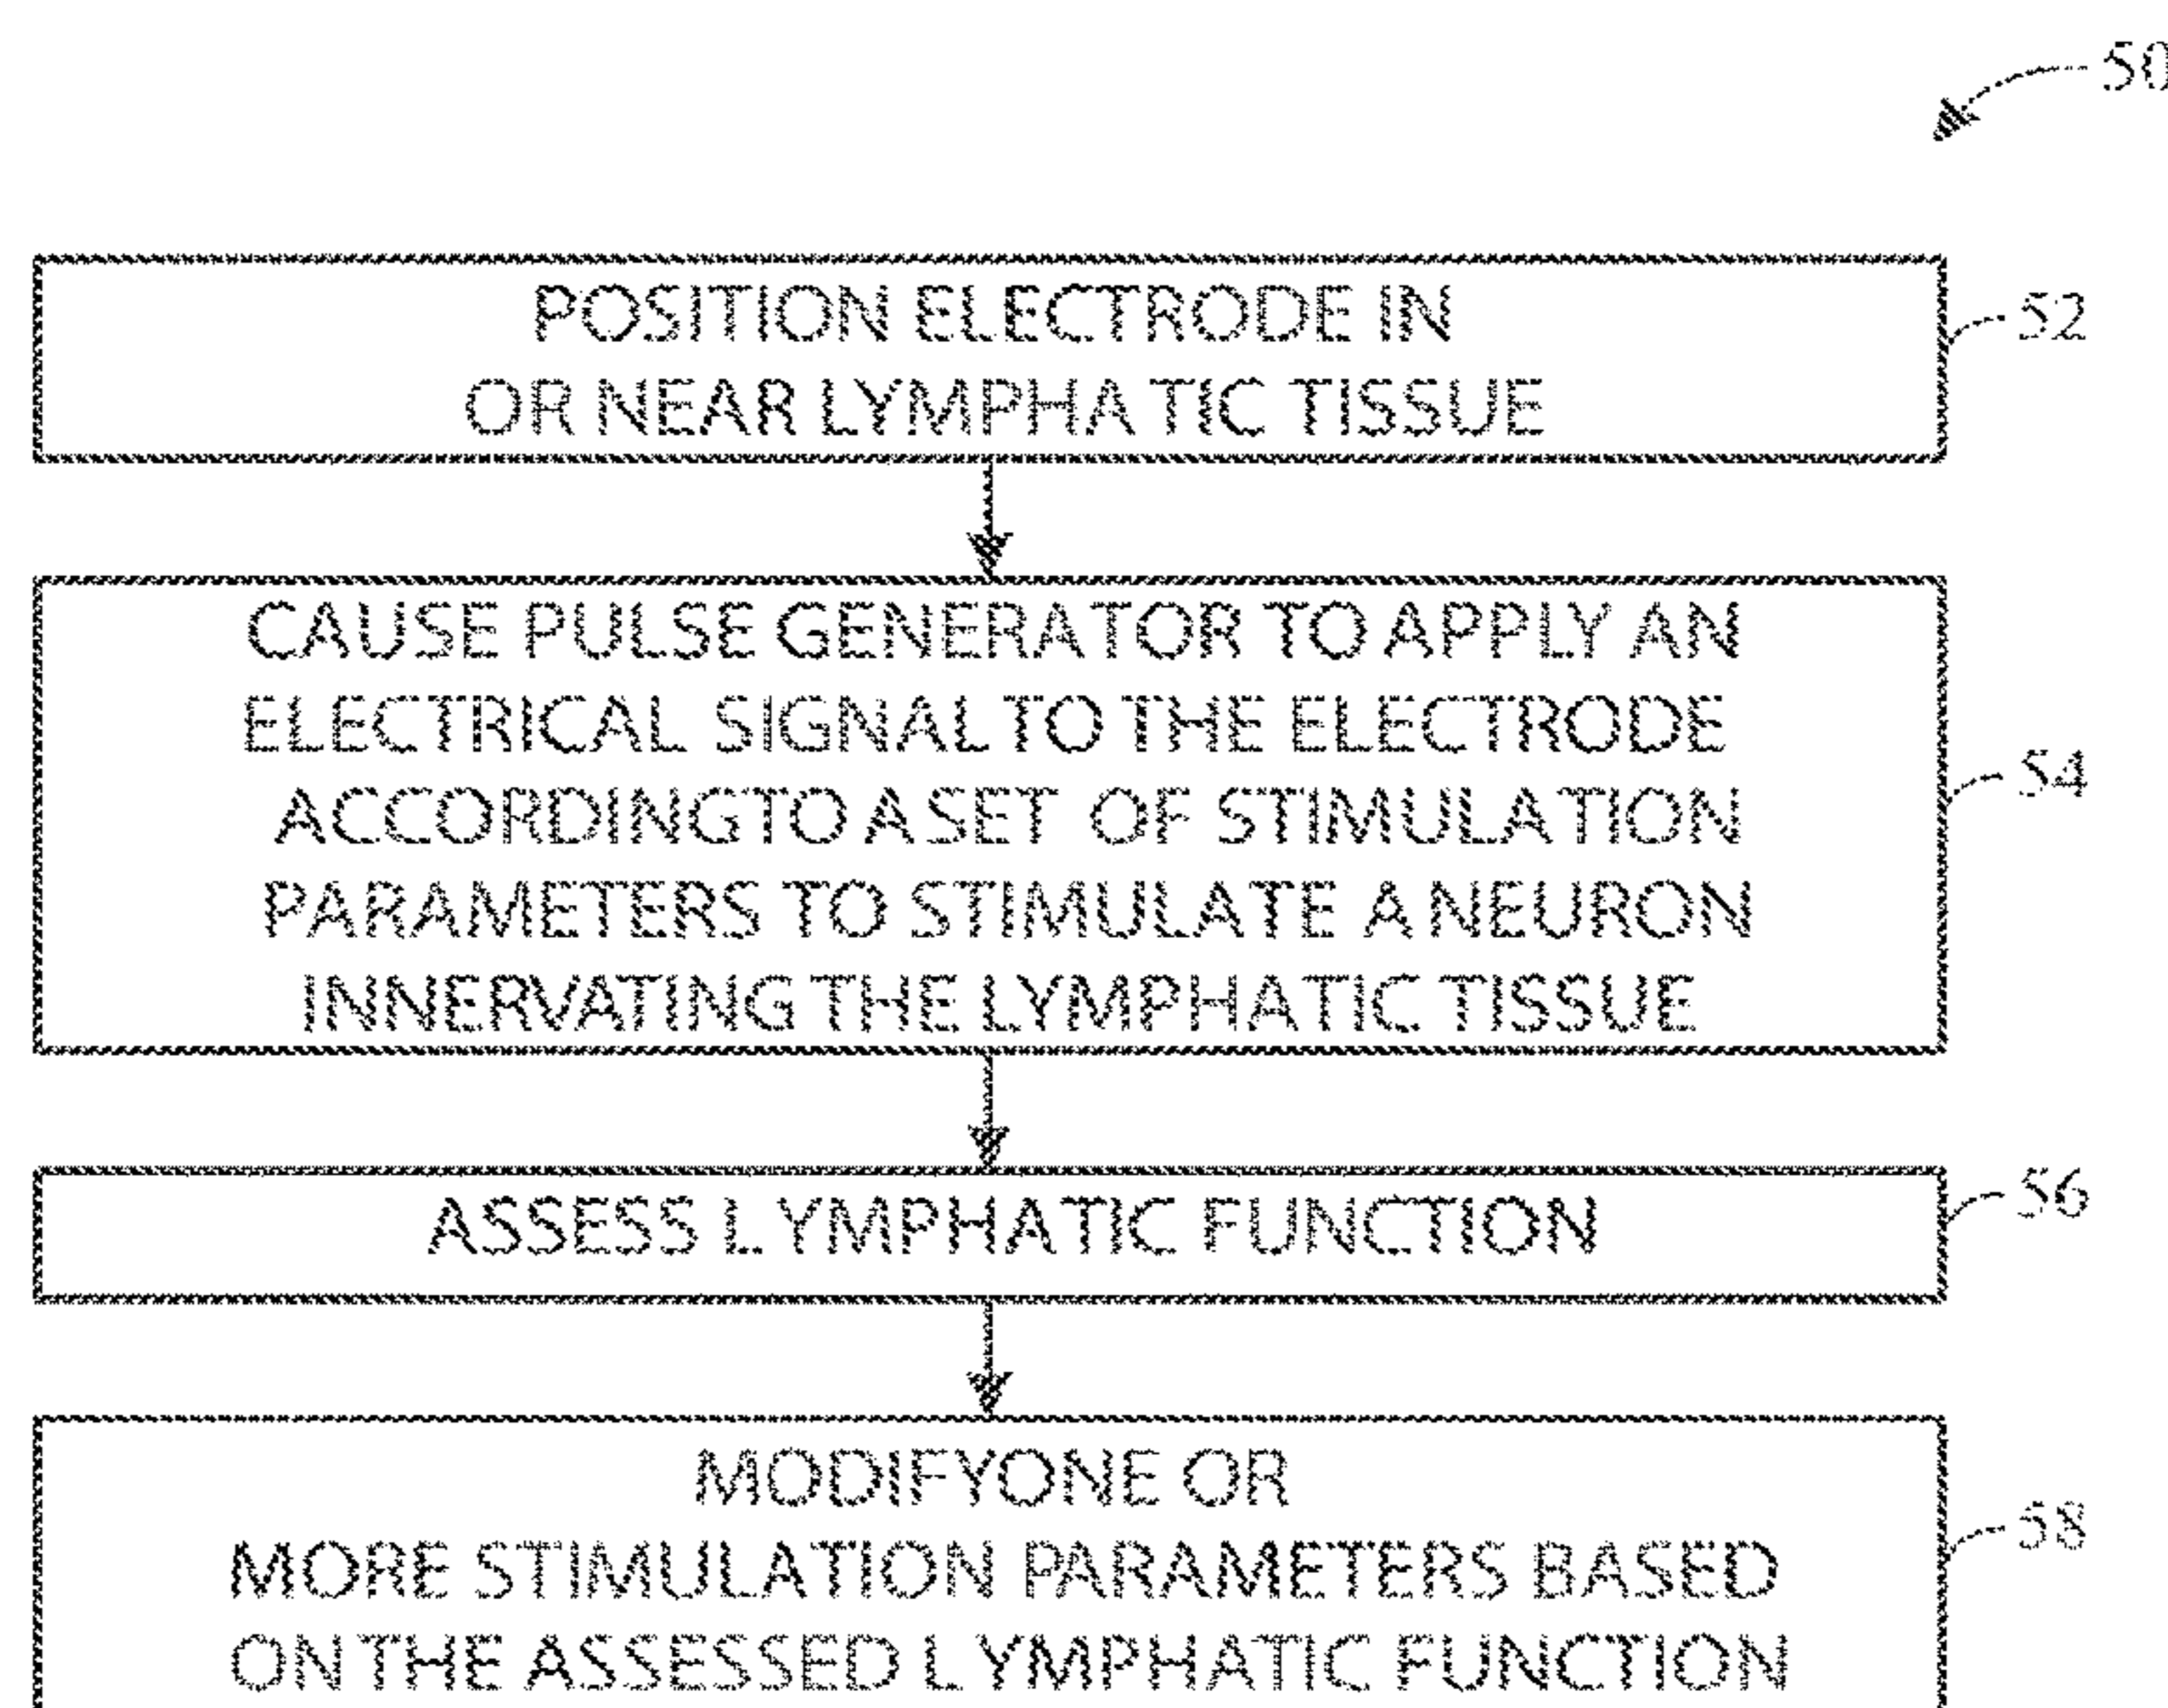 50
POSITION ELECTRODE IN
OR NEAR LYMPHATIC TISSUE
52
CAUSE PULSE GENERATOR TO APPLY AN
ELECTRICAL SIGNAL TO THE ELECTRODE
ACCORDING TO A SET OF STIMULATION
PARAMETERS TO STIMULATE A NEURON
INNERVATING THE LYMPHATIC TISSUE
54
ASSESS LYMPHATIC FUNCTION
56
MODIFY ONE OR
MORE STIMULATION PARAMETERS BASED
ON THE ASSESSED LYMPHATIC FUNCTION
58